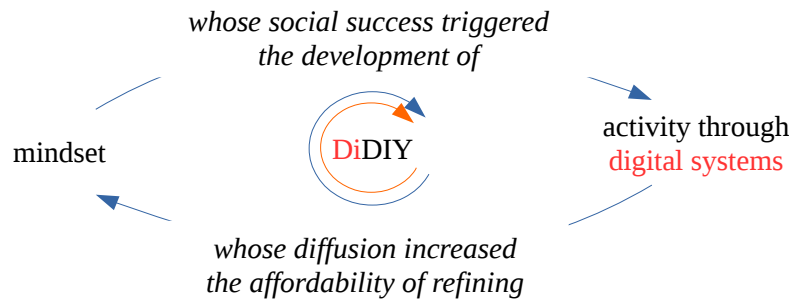 whose social success triggered
the development of
mindset
DiDIY
activity through
digital systems
whose diffusion increased
the affordability of refining